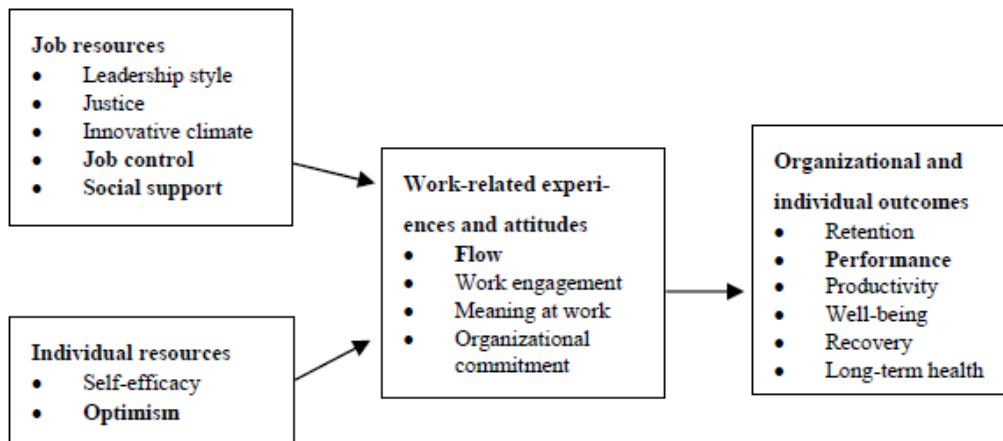 Job resources
• Leadership style
• Justice
• Innovative climate
• Job control
• Social support
Individual resources
• Self-efficacy
• Optimism
Work-related experi-
ences and attitudes
• Flow
• Work engagement
• Meaning at work
• Organizational
commitment
Organizational and
individual outcomes
• Retention
• Performance
• Productivity
• Well-being
• Recovery
• Long-term health